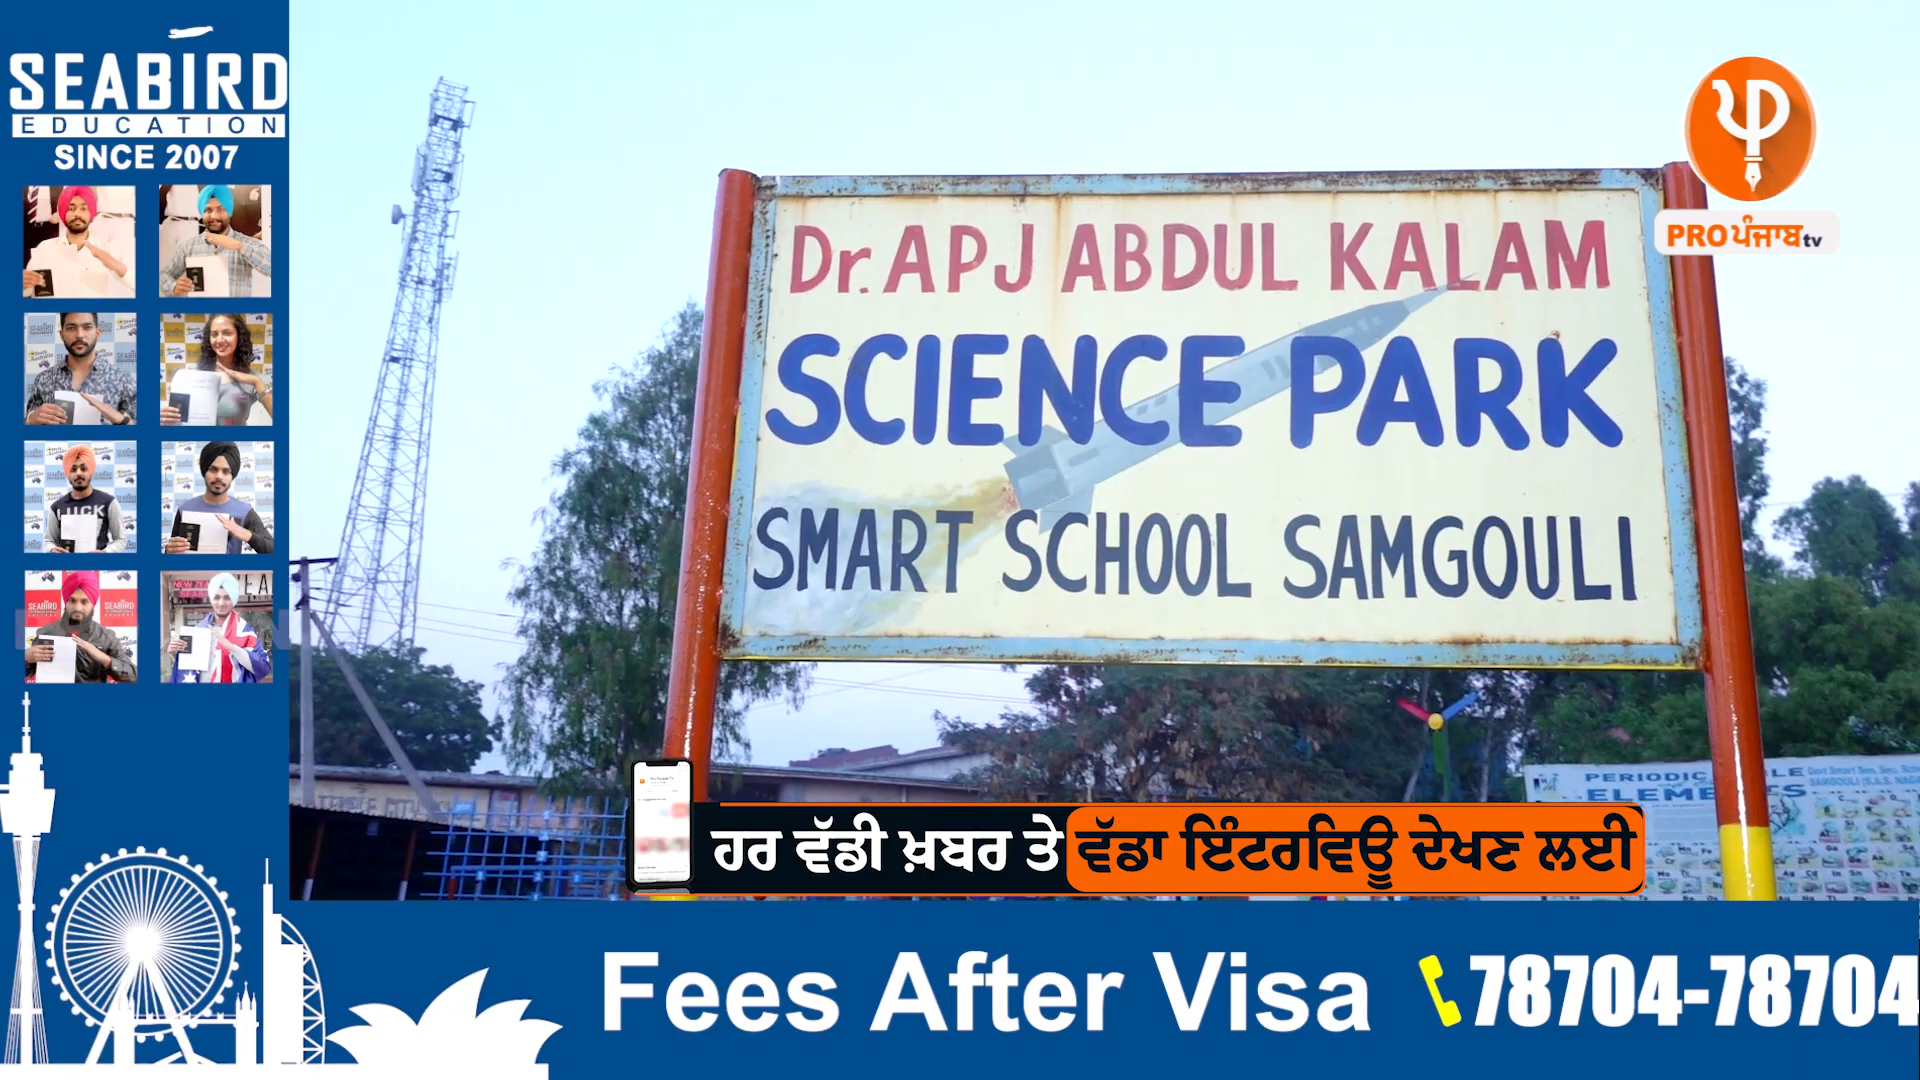 SEABIRD
EDUCATION
SINCE 2007
PRO ਪੰਜਾਬ tv
Dr. APJ ABDUL KALAM
SCIENCE PARK
SMART SCHOOL SAMGOULI
PERIODIC
ELEME
ਹਰ ਵੱਡੀ ਖ਼ਬਰ ਤੇ ਵੱਡਾ ਇੰਟਰਵਿਊ ਦੇਖਣ ਲਈ
Fees After Visa 78704-78704